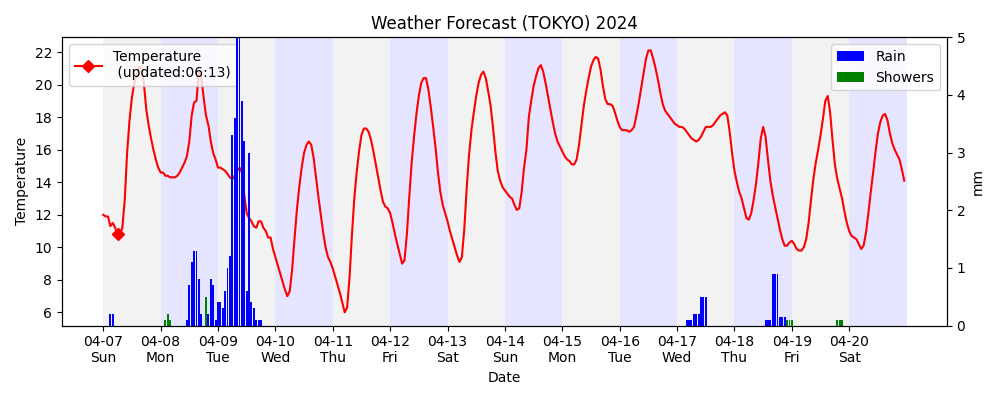 Weather Forecast (TOKYO) 2024
Temperature
(updated:06:13)
Rain
Showers
Temperature
22
20
18
16
14
12
10
8
6
5
4
3
2
1
0
mm
04-07 04-08 04-09 04-10 04-11 04-12 04-13 04-14 04-15 04-16 04-17 04-18 04-19 04-20
Sun Mon Tue Wed Thu Fri Sat Sun Mon Tue Wed Thu Fri Sat
Date